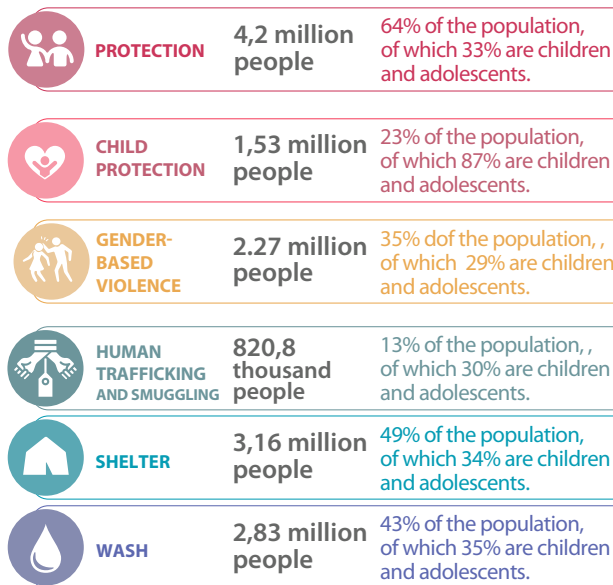 PROTECTION
4,2 million
people
64% of the population,
of which 33% are children
and adolescents.
CHILD
PROTECTION
1,53 million
people
23% of the population,
of which 87% are children
and adolescents.
GENDER-
BASED
VIOLENCE
2.27 million
people
35% dof the population, ,
of which 29% are children
and adolescents.
HUMAN
TRAFFICKING
AND SMUGGLING
820,8
thousand
people
13% of the population, ,
of which 30% are children
and adolescents.
SHELTER
3,16 million
people
49% of the population,
of which 34% are children
and adolescents.
WASH
2,83 million
people
43% of the population,
of which 35% are children
and adolescents.